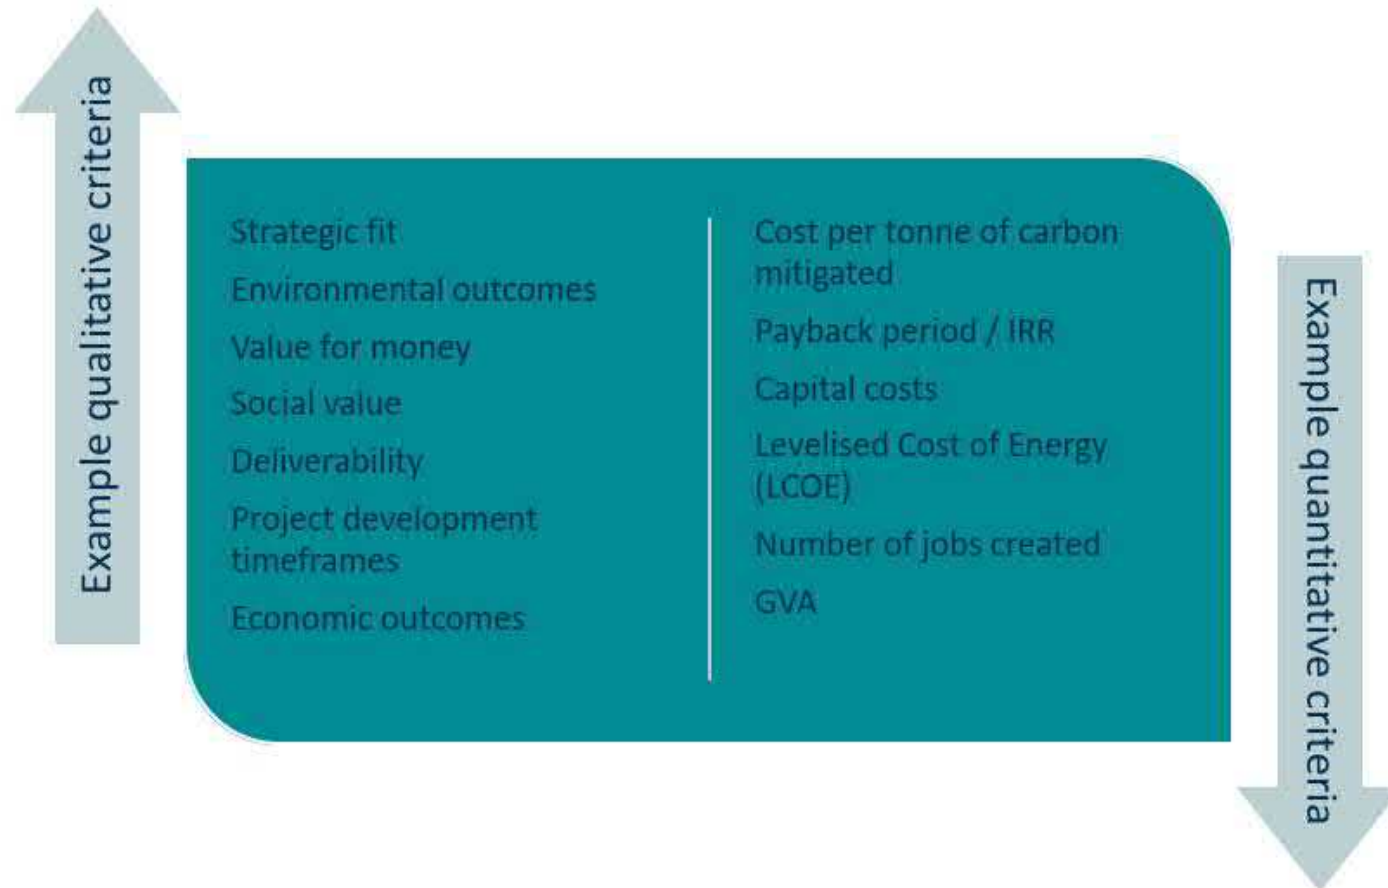 Example qualitative criteria
Strategic fit
Environmental outcomes
Value for money
Social value
Deliverability
Project development
timeframes
Economic outcomes
Cost per tonne of carbon
mitigated
Payback period / IRR
Capital costs
Levelised Cost of Energy
(LCOE)
Number of jobs created
GVA
Example quantitative criteria